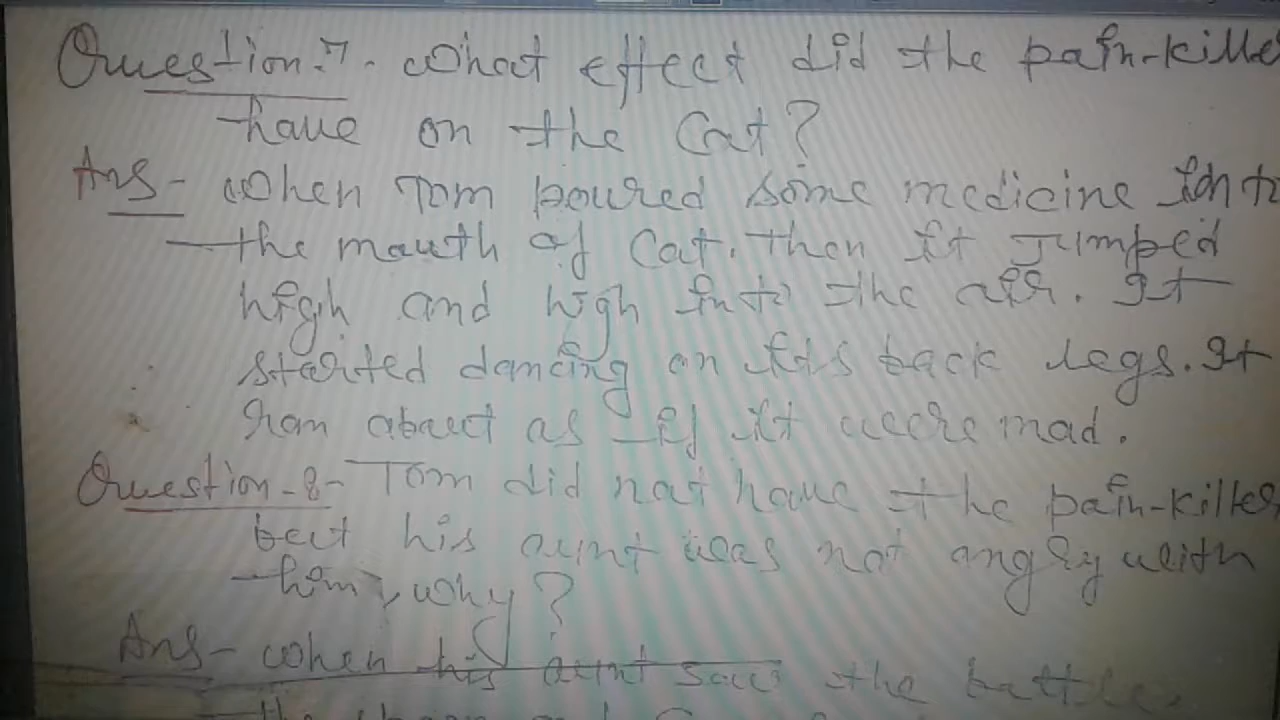 Question.7. What effect did the pain-killer
have on the Cat?
Ans- When Tom poured some medicine into
the mouth of Cat. Then it Jumped
high and high into the air. It
started dancing on its back legs. It
ran about as if it were mad.
Question-8- Tom did not have the pain-killer
but his aunt was not angry with
him, why?
Ans- When his aunt saw the bottle,
the